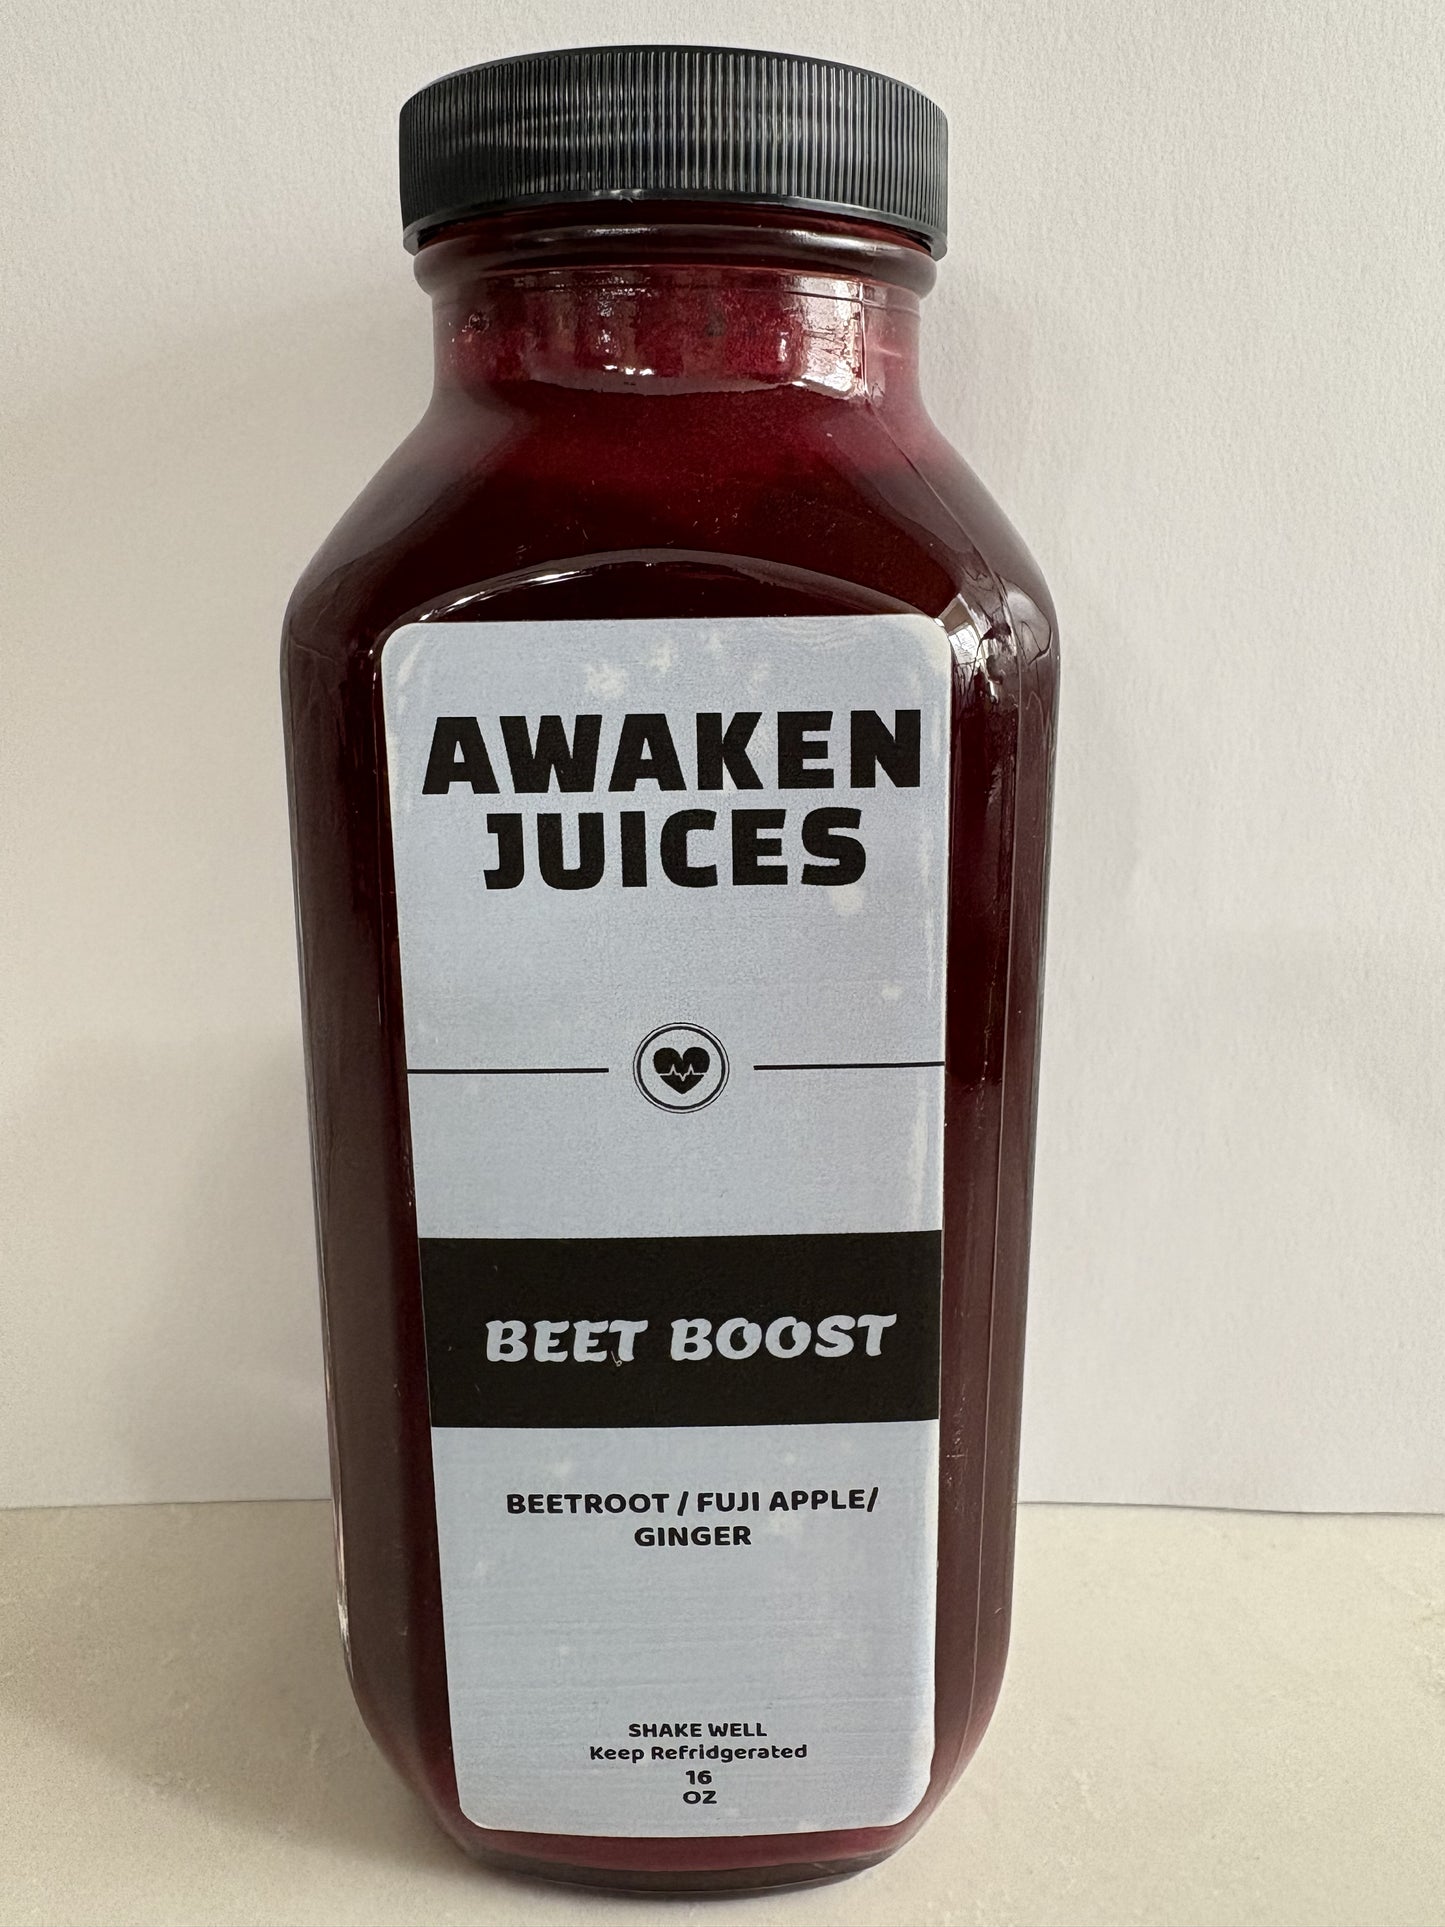 AWAKEN
JUICES
BEET BOOST
BEETROOT / FUJI APPLE/
GINGER
SHAKE WELL
Keep Refridgerated
16
OZ